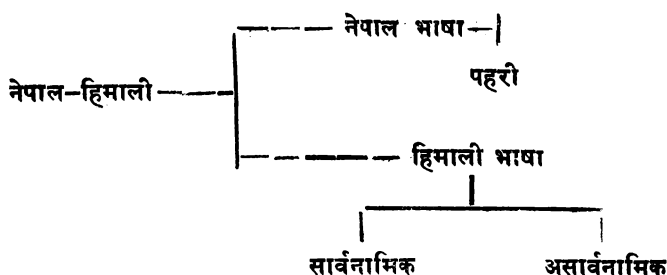 नेपाल भाषा
पहरी
नेपाल-हिमाली
हिमाली भाषा
सार्वनामिक असार्वनामिक